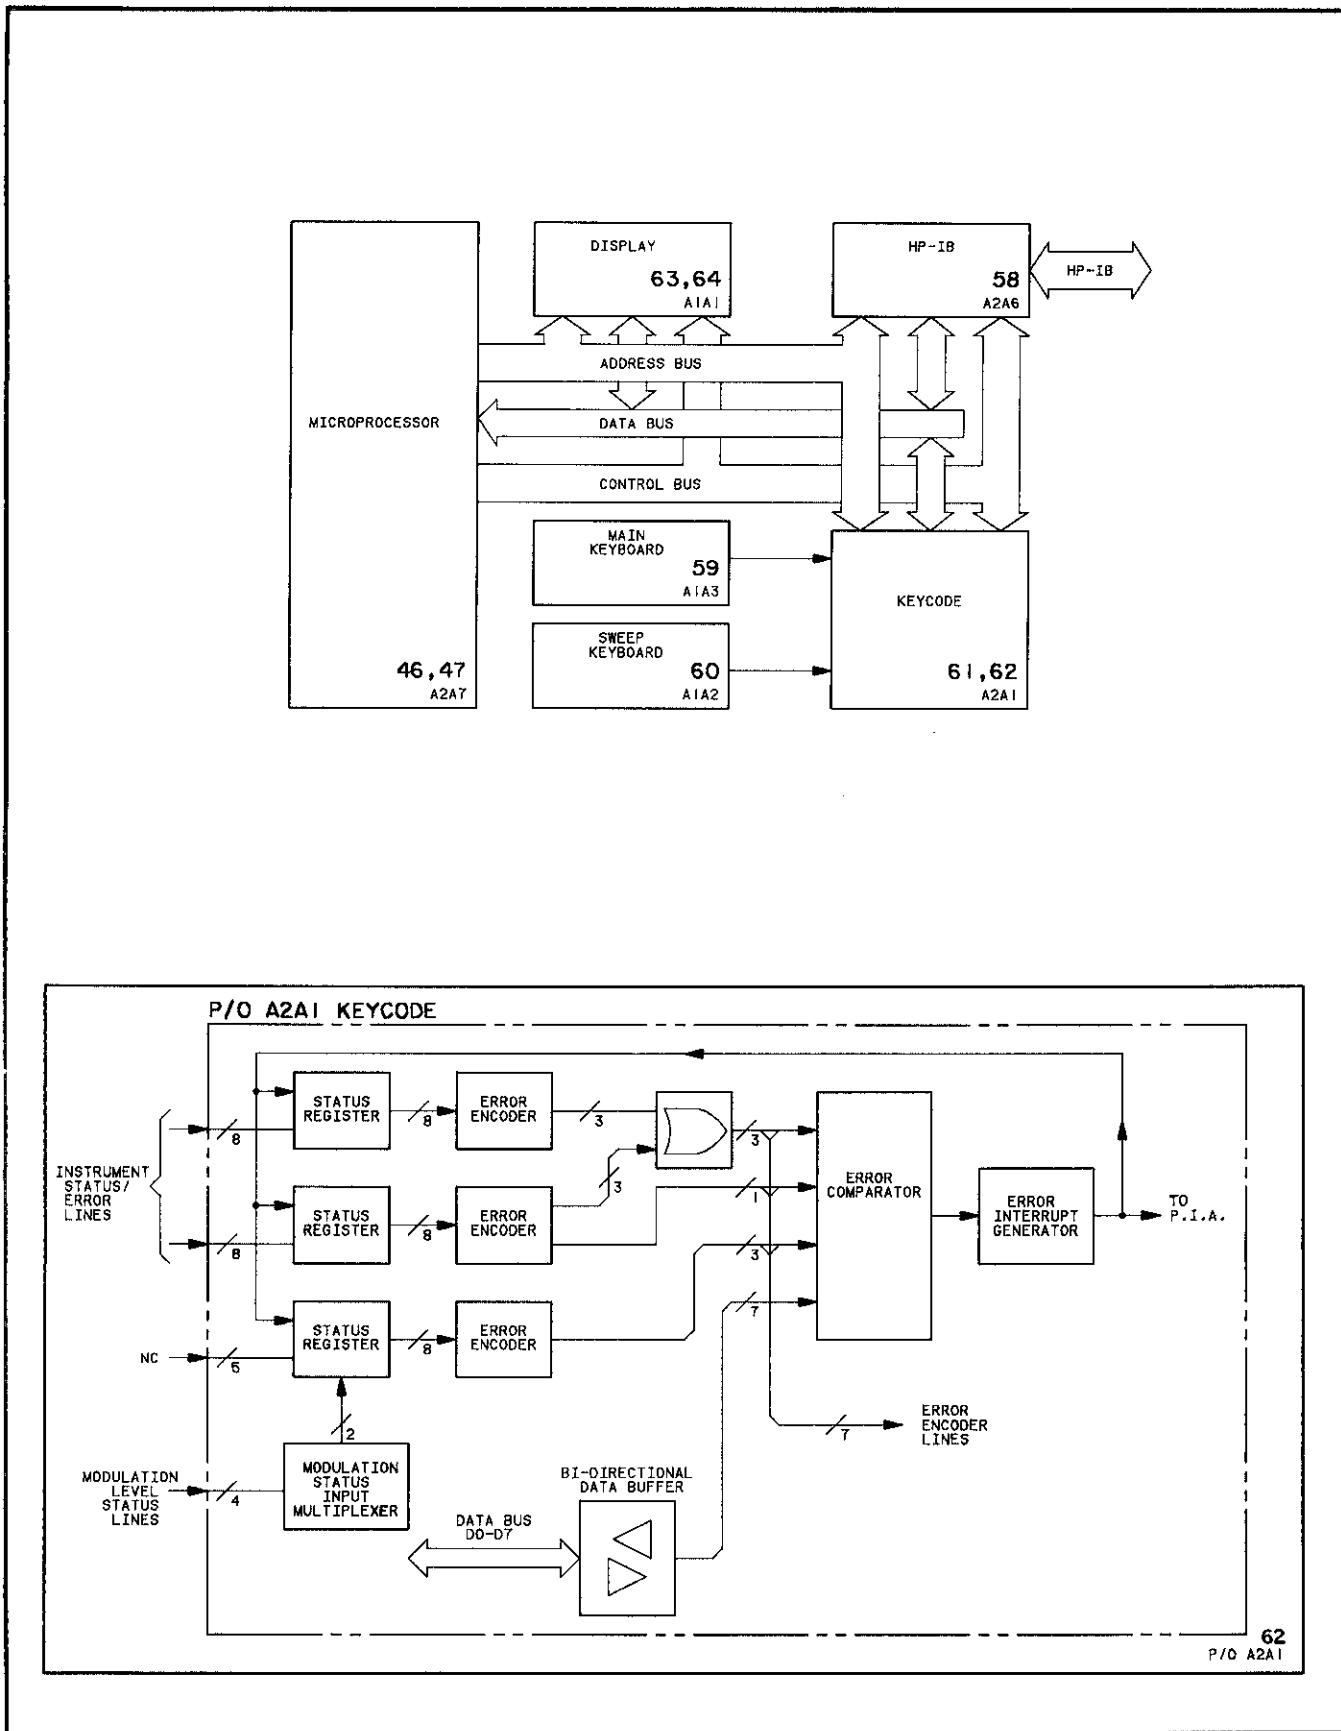 DISPLAY
63,64
A1A1
HP-IB
58
A2A6
HP-IB
ADDRESS BUS
MICROPROCESSOR
DATA BUS
CONTROL BUS
46,47
A2A7
MAIN
KEYBOARD
59
A1A3
SWEEP
KEYBOARD
60
A1A2
KEYCODE
61,62
A2A1
P/O A2A1 KEYCODE
INSTRUMENT
STATUS/
ERROR
LINES
8
STATUS
REGISTER
8
ERROR
ENCODER
3
3
8
STATUS
REGISTER
8
ERROR
ENCODER
3
1
NC
5
STATUS
REGISTER
8
ERROR
ENCODER
3
7
ERROR
COMPARATOR
ERROR
INTERRUPT
GENERATOR
TO
P.I.A.
2
MODULATION
LEVEL
STATUS
LINES
4
MODULATION
STATUS
INPUT
MULTIPLEXER
DATA BUS
D0-D7
BI-DIRECTIONAL
DATA BUFFER
7
ERROR
ENCODER
LINES
62
P/O A2A1